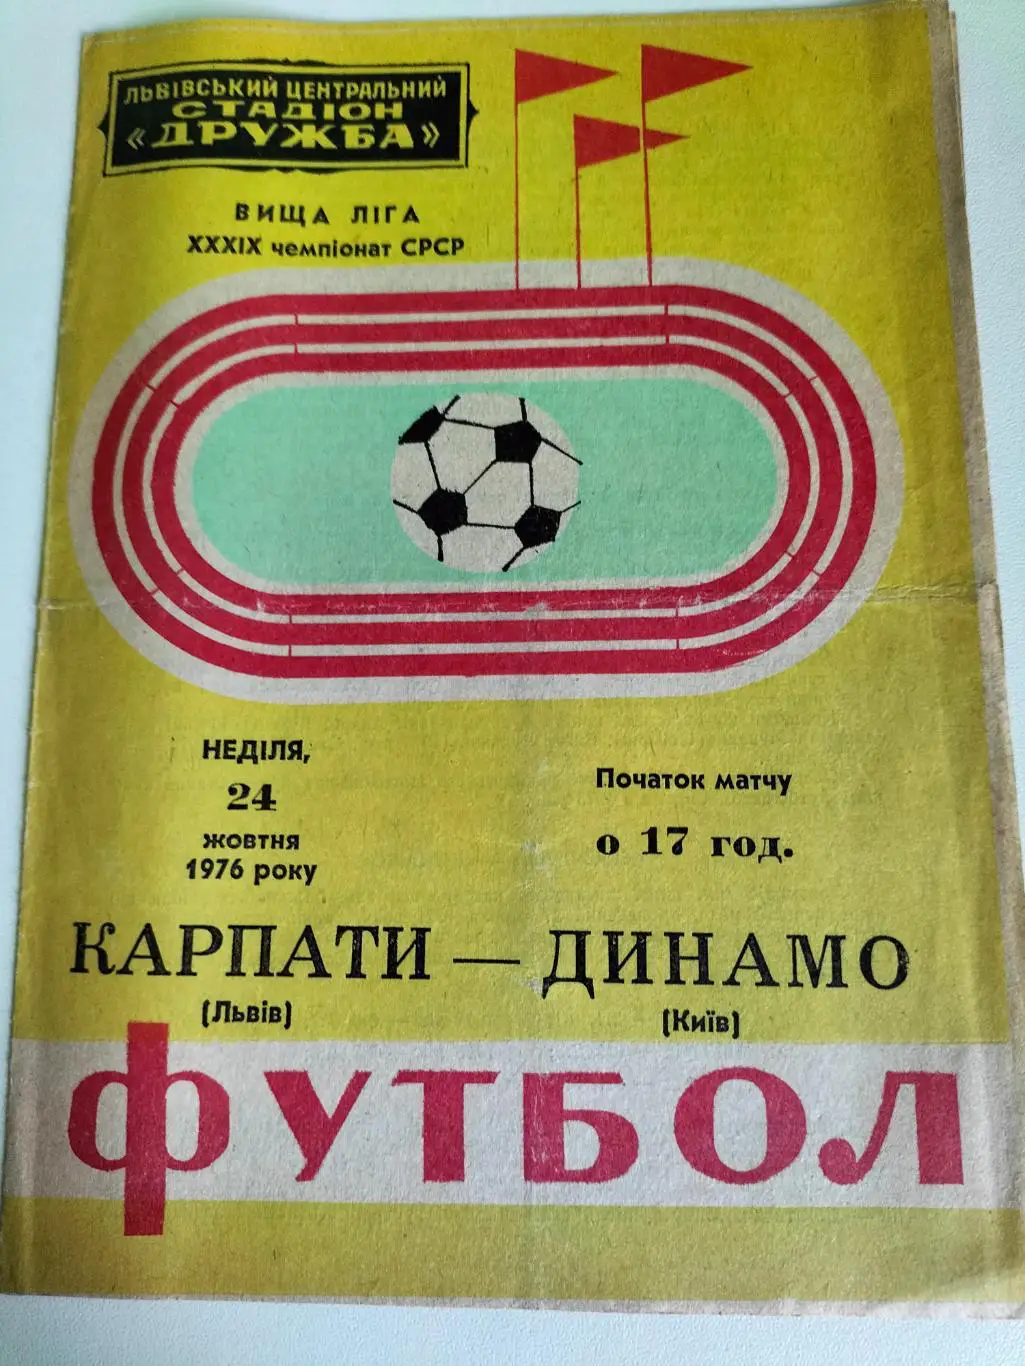 ЛЬВІВСЬКИЙ ЦЕНТРАЛЬНИЙ
СТАДІОН
«ДРУЖБА»
ВИЩА ЛІГА
XXXIX чемпіонат СРСР
НЕДІЛЯ,
24
жовтня
1976 року
Початок матчу
о 17 год.
КАРПАТИ — ДИНАМО
(Львів)
(Київ)
ФУТБОЛ